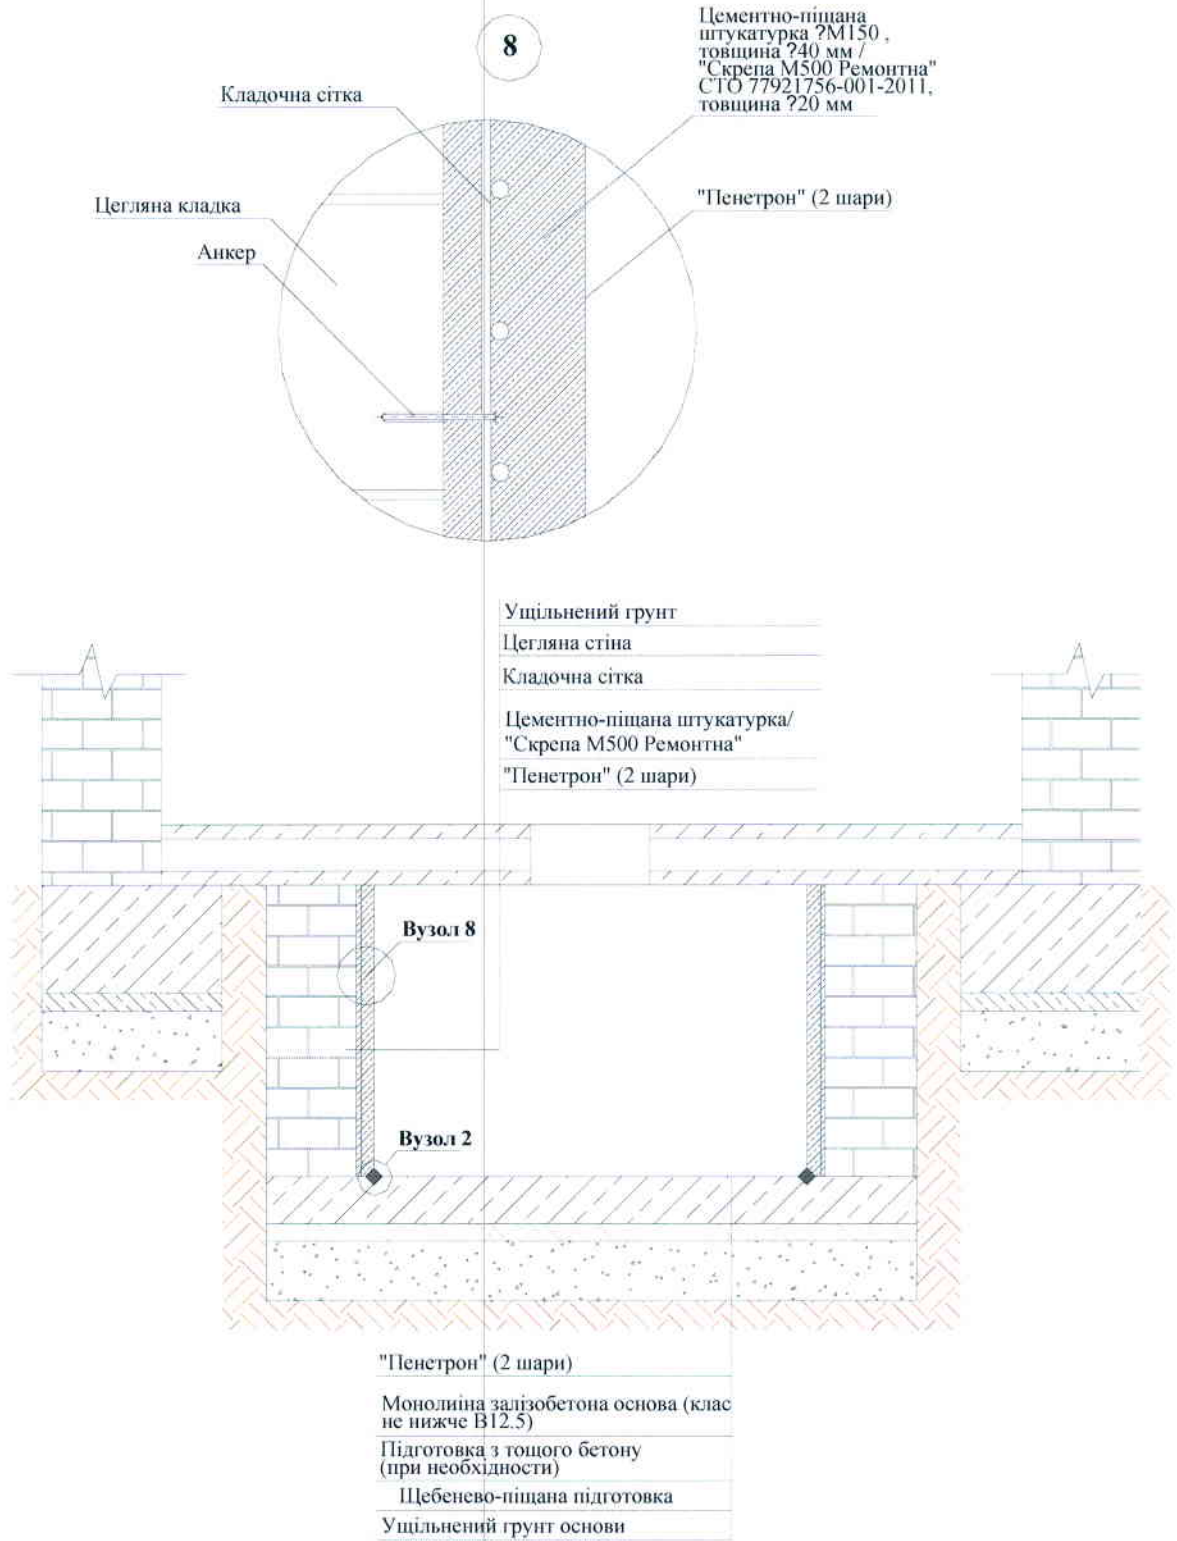 8
Цементно-піщана
штукатурка ?М150 ,
товщина ?40 мм /
"Скрепа М500 Ремонтна"
СТО 77921756-001-2011,
товщина ?20 мм
Кладочна сітка
"Пенетрон" (2 шари)
Цегляна кладка
Анкер
Ущільнений грунт
Цегляна стіна
Кладочна сітка
Цементно-піщана штукатурка/
"Скрепа М500 Ремонтна"
"Пенетрон" (2 шари)
Вузол 8
Вузол 2
"Пенетрон" (2 шари)
Монолиіна залізобетона основа (клас
не нижче В12.5)
Підготовка з тощого бетону
(при необхідности)
Щебенево-піщана підготовка
Ущільнений грунт основи